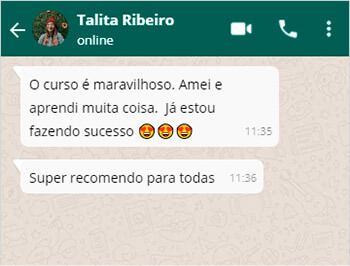 Talita Ribeiro
online
O curso é maravilhoso. Amei e
aprendi muita coisa. Já estou
fazendo sucesso 🤩🤩🤩
11:35
Super recomendo para todas
11:36